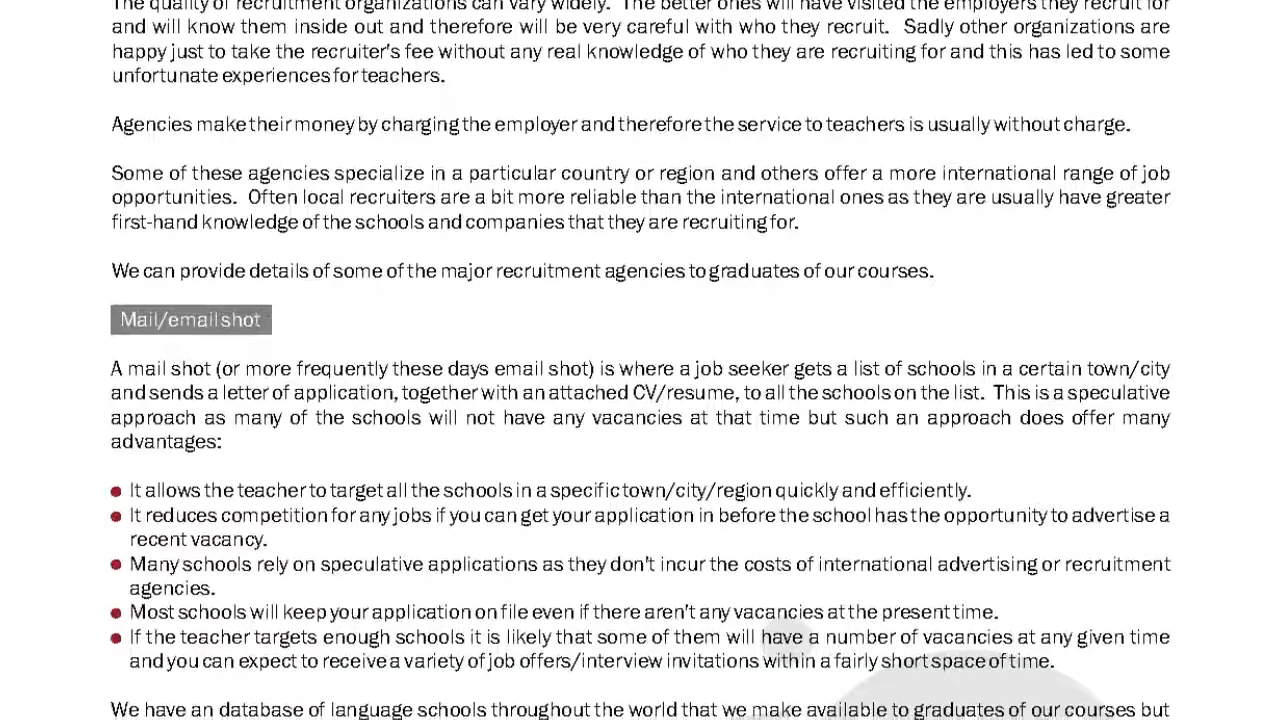 The quality of recruitment organizations can vary widely. The better ones will have visited the employers they recruit for
and will know them inside out and therefore will be very careful with who they recruit. Sadly other organizations are
happy just to take the recruiter's fee without any real knowledge of who they are recruiting for and this has led to some
unfortunate experiences for teachers.
Agencies make their money by charging the employer and therefore the service to teachers is usually without charge.
Some of these agencies specialize in a particular country or region and others offer a more international range of job
opportunities. Often local recruiters are a bit more reliable than the international ones as they are usually have greater
first-hand knowledge of the schools and companies that they are recruiting for.
We can provide details of some of the major recruitment agencies to graduates of our courses.
Mail/email shot
A mail shot (or more frequently these days email shot) is where a job seeker gets a list of schools in a certain town/city
and sends a letter of application, together with an attached CV/resume, to all the schools on the list. This is a speculative
approach as many of the schools will not have any vacancies at that time but such an approach does offer many
advantages:
● It allows the teacher to target all the schools in a specific town/city/region quickly and efficiently.
● It reduces competition for any jobs if you can get your application in before the school has the opportunity to advertise a
recent vacancy.
● Many schools rely on speculative applications as they don't incur the costs of international advertising or recruitment
agencies.
● Most schools will keep your application on file even if there aren't any vacancies at the present time.
● If the teacher targets enough schools it is likely that some of them will have a number of vacancies at any given time
and you can expect to receive a variety of job offers/interview invitations within a fairly short space of time.
We have an database of language schools throughout the world that we make available to graduates of our courses but